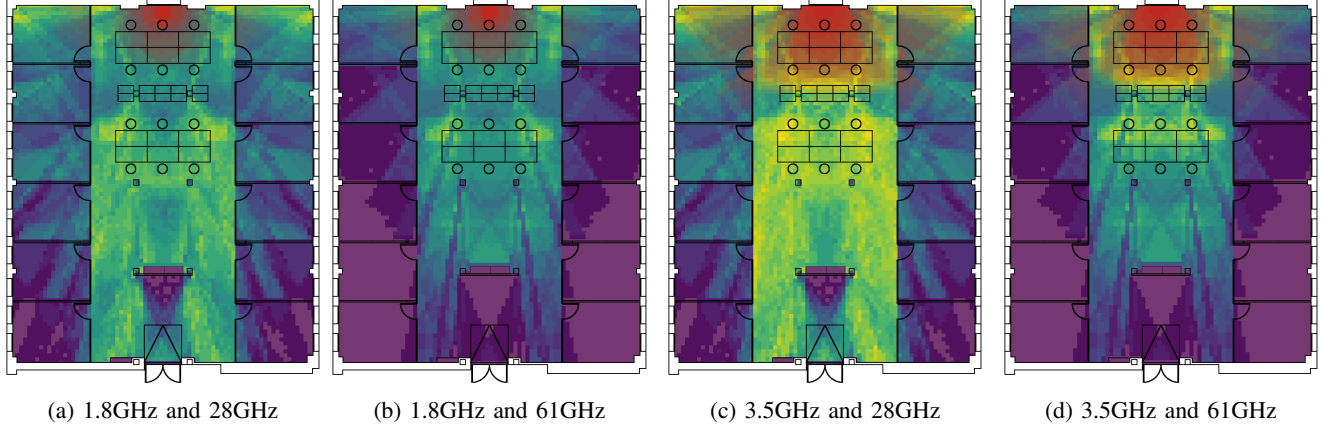 (a) 1.8GHz and 28GHz
(b) 1.8GHz and 61GHz
(c) 3.5GHz and 28GHz
(d) 3.5GHz and 61GHz